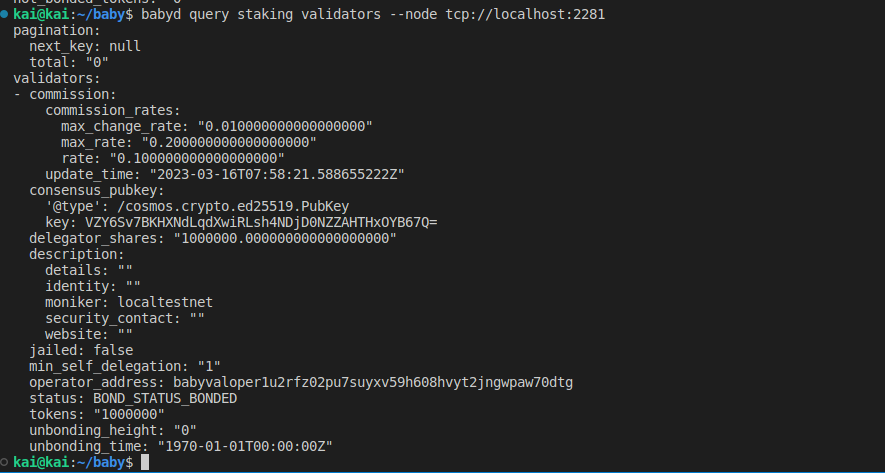 kai@kai:~/baby$ babyd query staking validators --node tcp://localhost:2281
pagination:
  next_key: null
  total: "0"
validators:
- commission:
    commission_rates:
      max_change_rate: "0.010000000000000000"
      max_rate: "0.200000000000000000"
      rate: "0.100000000000000000"
    update_time: "2023-03-16T07:58:21.588655222Z"
  consensus_pubkey:
    '@type': /cosmos.crypto.ed25519.PubKey
    key: VZY6Sv7BKHXNdLqdXwiRLsh4NDjD0NZZAHTHxOYB67Q=
  delegator_shares: "1000000.000000000000000000"
  description:
    details: ""
    identity: ""
    moniker: localtestnet
    security_contact: ""
    website: ""
  jailed: false
  min_self_delegation: "1"
  operator_address: babyvaloper1u2rfz02pu7suyxv59h608hvyt2jngwpaw70dtg
  status: BOND_STATUS_BONDED
  tokens: "1000000"
  unbonding_height: "0"
  unbonding_time: "1970-01-01T00:00:00Z"
kai@kai:~/baby$